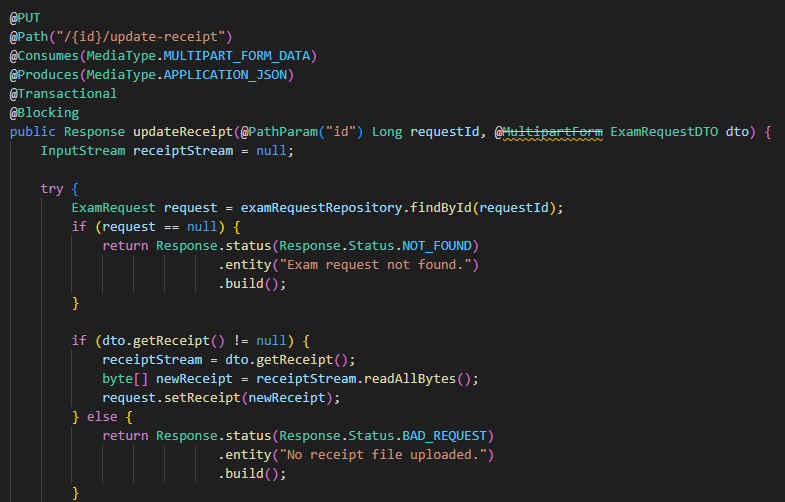 @PUT
@Path("/{id}/update-receipt")
@Consumes(MediaType.MULTIPART_FORM_DATA)
@Produces(MediaType.APPLICATION_JSON)
@Transactional
@Blocking
public Response updateReceipt(@PathParam("id") Long requestId, @MultipartForm ExamRequestDTO dto) {
    InputStream receiptStream = null;

    try {
        ExamRequest request = examRequestRepository.findById(requestId);
        if (request == null) {
            return Response.status(Response.Status.NOT_FOUND)
                           .entity("Exam request not found.")
                           .build();
        }

        if (dto.getReceipt() != null) {
            receiptStream = dto.getReceipt();
            byte[] newReceipt = receiptStream.readAllBytes();
            request.setReceipt(newReceipt);
        } else {
            return Response.status(Response.Status.BAD_REQUEST)
                           .entity("No receipt file uploaded.")
                           .build();
        }